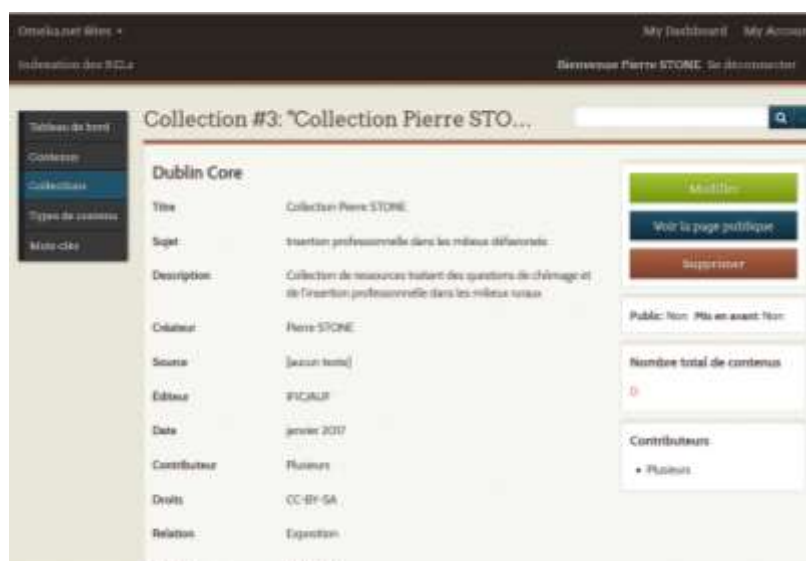 Omeka.net Sites
My Dashboard My Accou
Indexation des RELs
Bienvenue Pierre STONE Se déconnecter
Tableau de bord
Contenus
Collections
Types de contenu
Mots-clés
Collection #3: "Collection Pierre STO...
Dublin Core
Titre Collection Pierre STONE
Sujet Insertion professionnelle dans les milieux défavorisés
Description Collection de ressources traitant des questions de chômage et
de l'insertion professionnelle dans les milieux ruraux
Créateur Pierre STONE
Source [aucun texte]
Éditeur IFIC/AUF
Date janvier 2017
Contributeur Plusieurs
Droits CC-BY-SA
Relation Exposition
Modifier
Voir la page publique
Supprimer
Public: Non Mis en avant: Non
Nombre total de contenus
0
Contributeurs
• Plusieurs